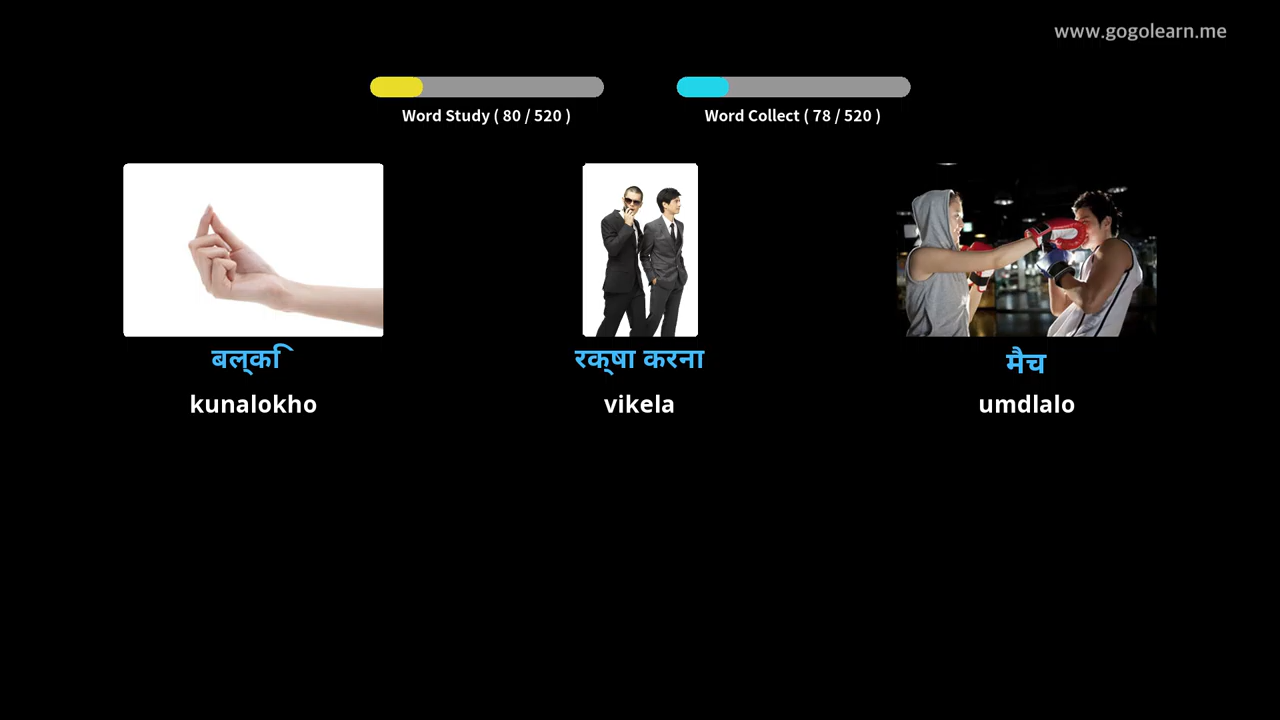 www.gogolearn.me
Word Study ( 80 / 520 )
Word Collect ( 78 / 520 )
बल्कि
रक्षा करना
मैच
kunalokho
vikela
umdlalo